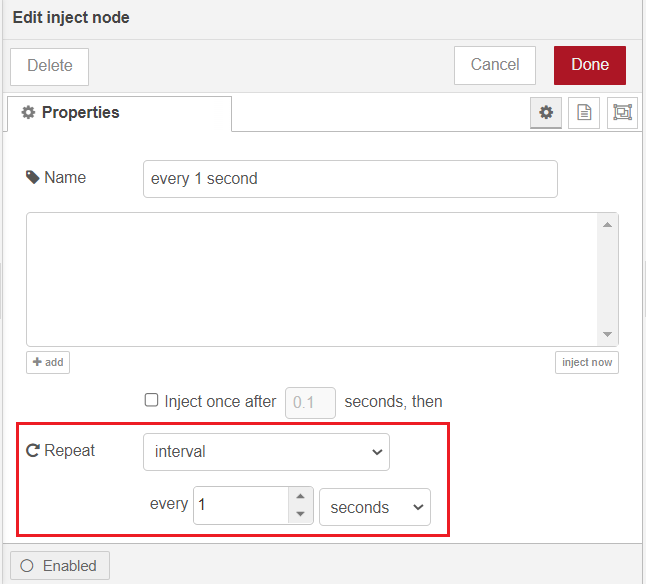 Edit inject node
Delete
Cancel
Done
Properties
Name
every 1 second
add
inject now
Inject once after 0.1 seconds, then
Repeat
interval
every 1 seconds
Enabled